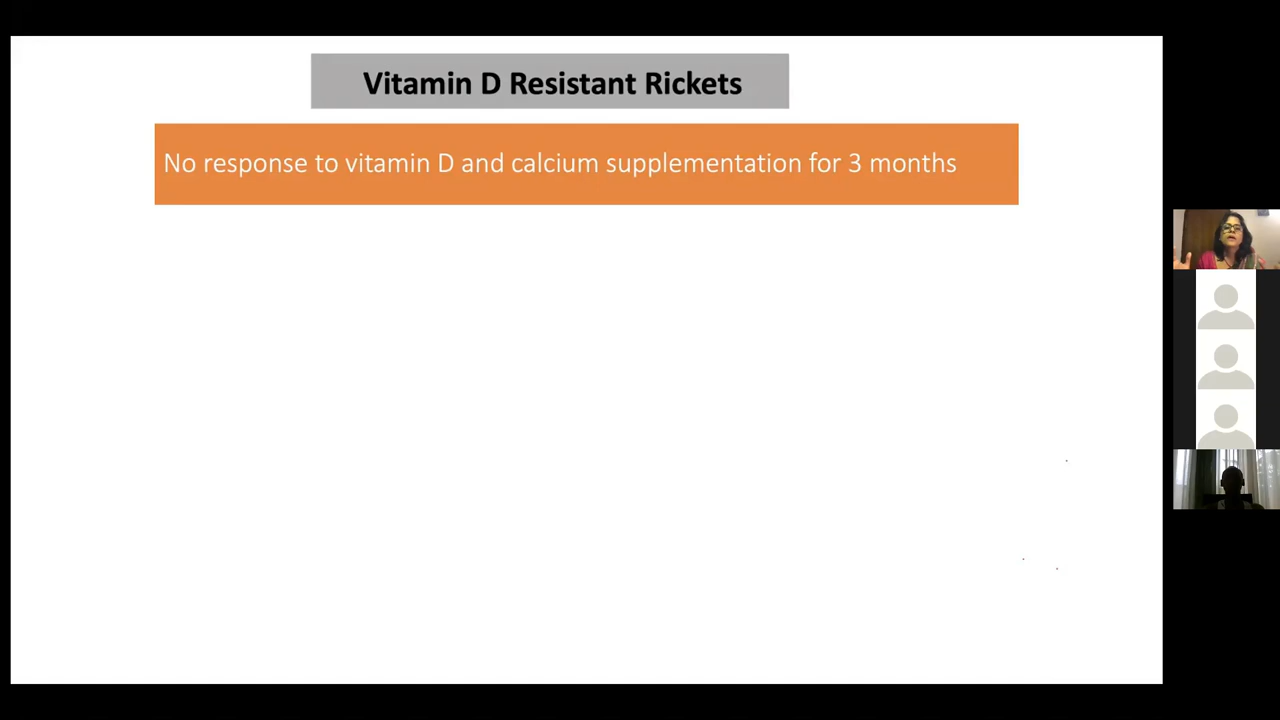 Vitamin D Resistant Rickets
No response to vitamin D and calcium supplementation for 3 months